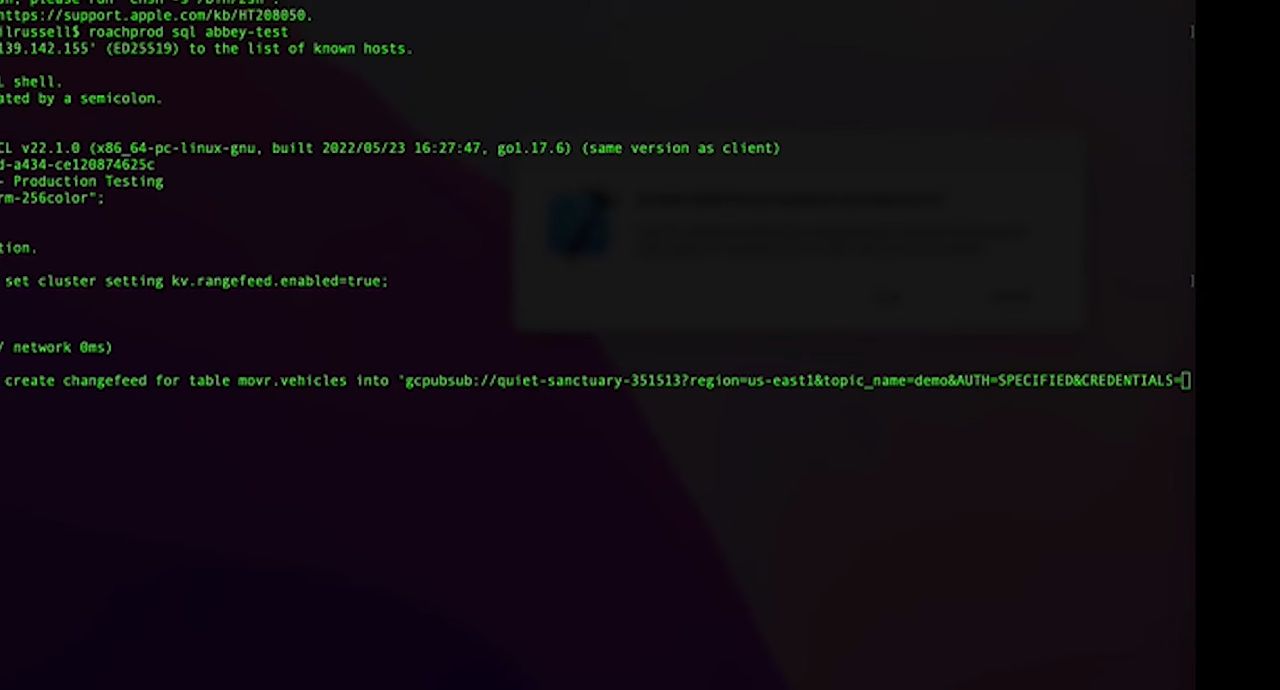 https://support.apple.com/kb/HT208050.
ilrussell$ roachprod sql abbey-test
139.142.155' (ED25519) to the list of known hosts.
L shell.
ated by a semicolon.
CL v22.1.0 (x86_64-pc-linux-gnu, built 2022/05/23 16:27:47, go1.17.6) (same version as client)
d-a434-ce120874625c
- Production Testing
rm-256color";
tion.
set cluster setting kv.rangefeed.enabled=true;
/ network 0ms)
create changefeed for table movr.vehicles into 'gcpubsub://quiet-sanctuary-351513?region=us-east1&topic_name=demo&AUTH=SPECIFIED&CREDENTIALS=